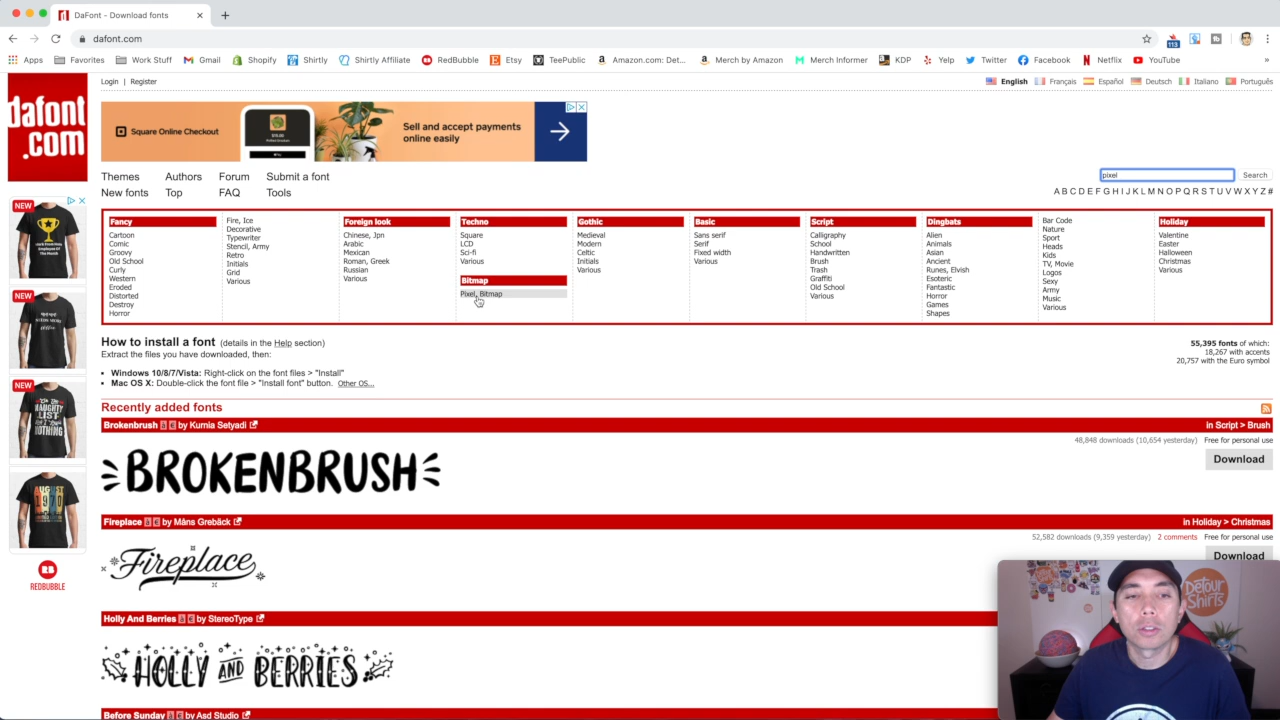 DaFont - Download fonts
dafont.com
113
Apps Favorites Work Stuff Gmail Shopify Shirtly Shirtly Affiliate RedBubble Etsy TeePublic Amazon.com: Det... Merch by Amazon Merch Informer KDP Yelp Twitter Facebook Netflix YouTube »
Login | Register
English Français Español Deutsch Italiano Português
dafont
.com
Square Online Checkout
Sell and accept payments
online easily
Themes Authors Forum Submit a font
New fonts Top FAQ Tools
pixel Search
A B C D E F G H I J K L M N O P Q R S T U V W X Y Z #
Fancy
Cartoon
Comic
Groovy
Old School
Curly
Western
Eroded
Distorted
Destroy
Horror
Fire, Ice
Decorative
Typewriter
Stencil, Army
Retro
Initials
Grid
Various
Foreign look
Chinese, Jpn
Arabic
Mexican
Roman, Greek
Russian
Various
Techno
Square
LCD
Sci-fi
Various
Bitmap
Pixel, Bitmap
Gothic
Medieval
Modern
Celtic
Initials
Various
Basic
Sans serif
Serif
Fixed width
Various
Script
Calligraphy
School
Handwritten
Brush
Trash
Graffiti
Old School
Various
Dingbats
Alien
Animals
Asian
Ancient
Runes, Elvish
Esoteric
Fantastic
Horror
Games
Shapes
Bar Code
Nature
Sport
Heads
Kids
TV, Movie
Logos
Sexy
Army
Music
Various
Holiday
Valentine
Easter
Halloween
Christmas
Various
NEW
NEW
NEW
NAUGHTY
LIST
NOTHING
AUGUST
1970
REDBUBBLE
How to install a font (details in the Help section)
Extract the files you have downloaded, then:
Windows 10/8/7/Vista: Right-click on the font files > "Install"
Mac OS X: Double-click the font file > "Install font" button. Other OS...
55,395 fonts of which:
18,267 with accents
20,757 with the Euro symbol
Recently added fonts
Brokenbrush à € by Kurnia Setyadi in Script > Brush
48,848 downloads (10,654 yesterday) Free for personal use
Download
BROKENBRUSH
Fireplace à € by Måns Grebäck in Holiday > Christmas
52,582 downloads (9,359 yesterday) 2 comments Free for personal use
Download
Fireplace
Holly And Berries à € by StereoType
HOLLY AND BERRIES
Before Sunday à € by Asd Studio
DeTour
Shirts